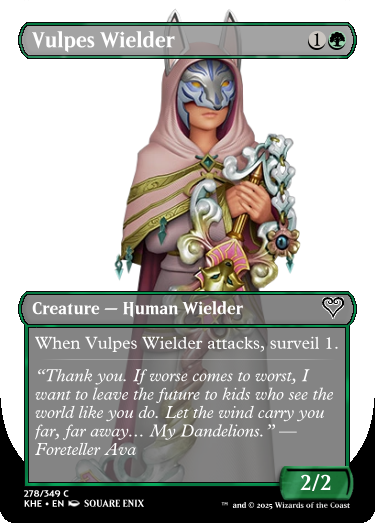 Vulpes Wielder 1
Creature — Human Wielder
When Vulpes Wielder attacks, surveil 1.
“Thank you. If worse comes to worst, I
want to leave the future to kids who see the
world like you do. Let the wind carry you
far, far away… My Dandelions.” —
Foreteller Ava
2/2
278/349 C
KHE • EN SQUARE ENIX
™ and © 2025 Wizards of the Coast